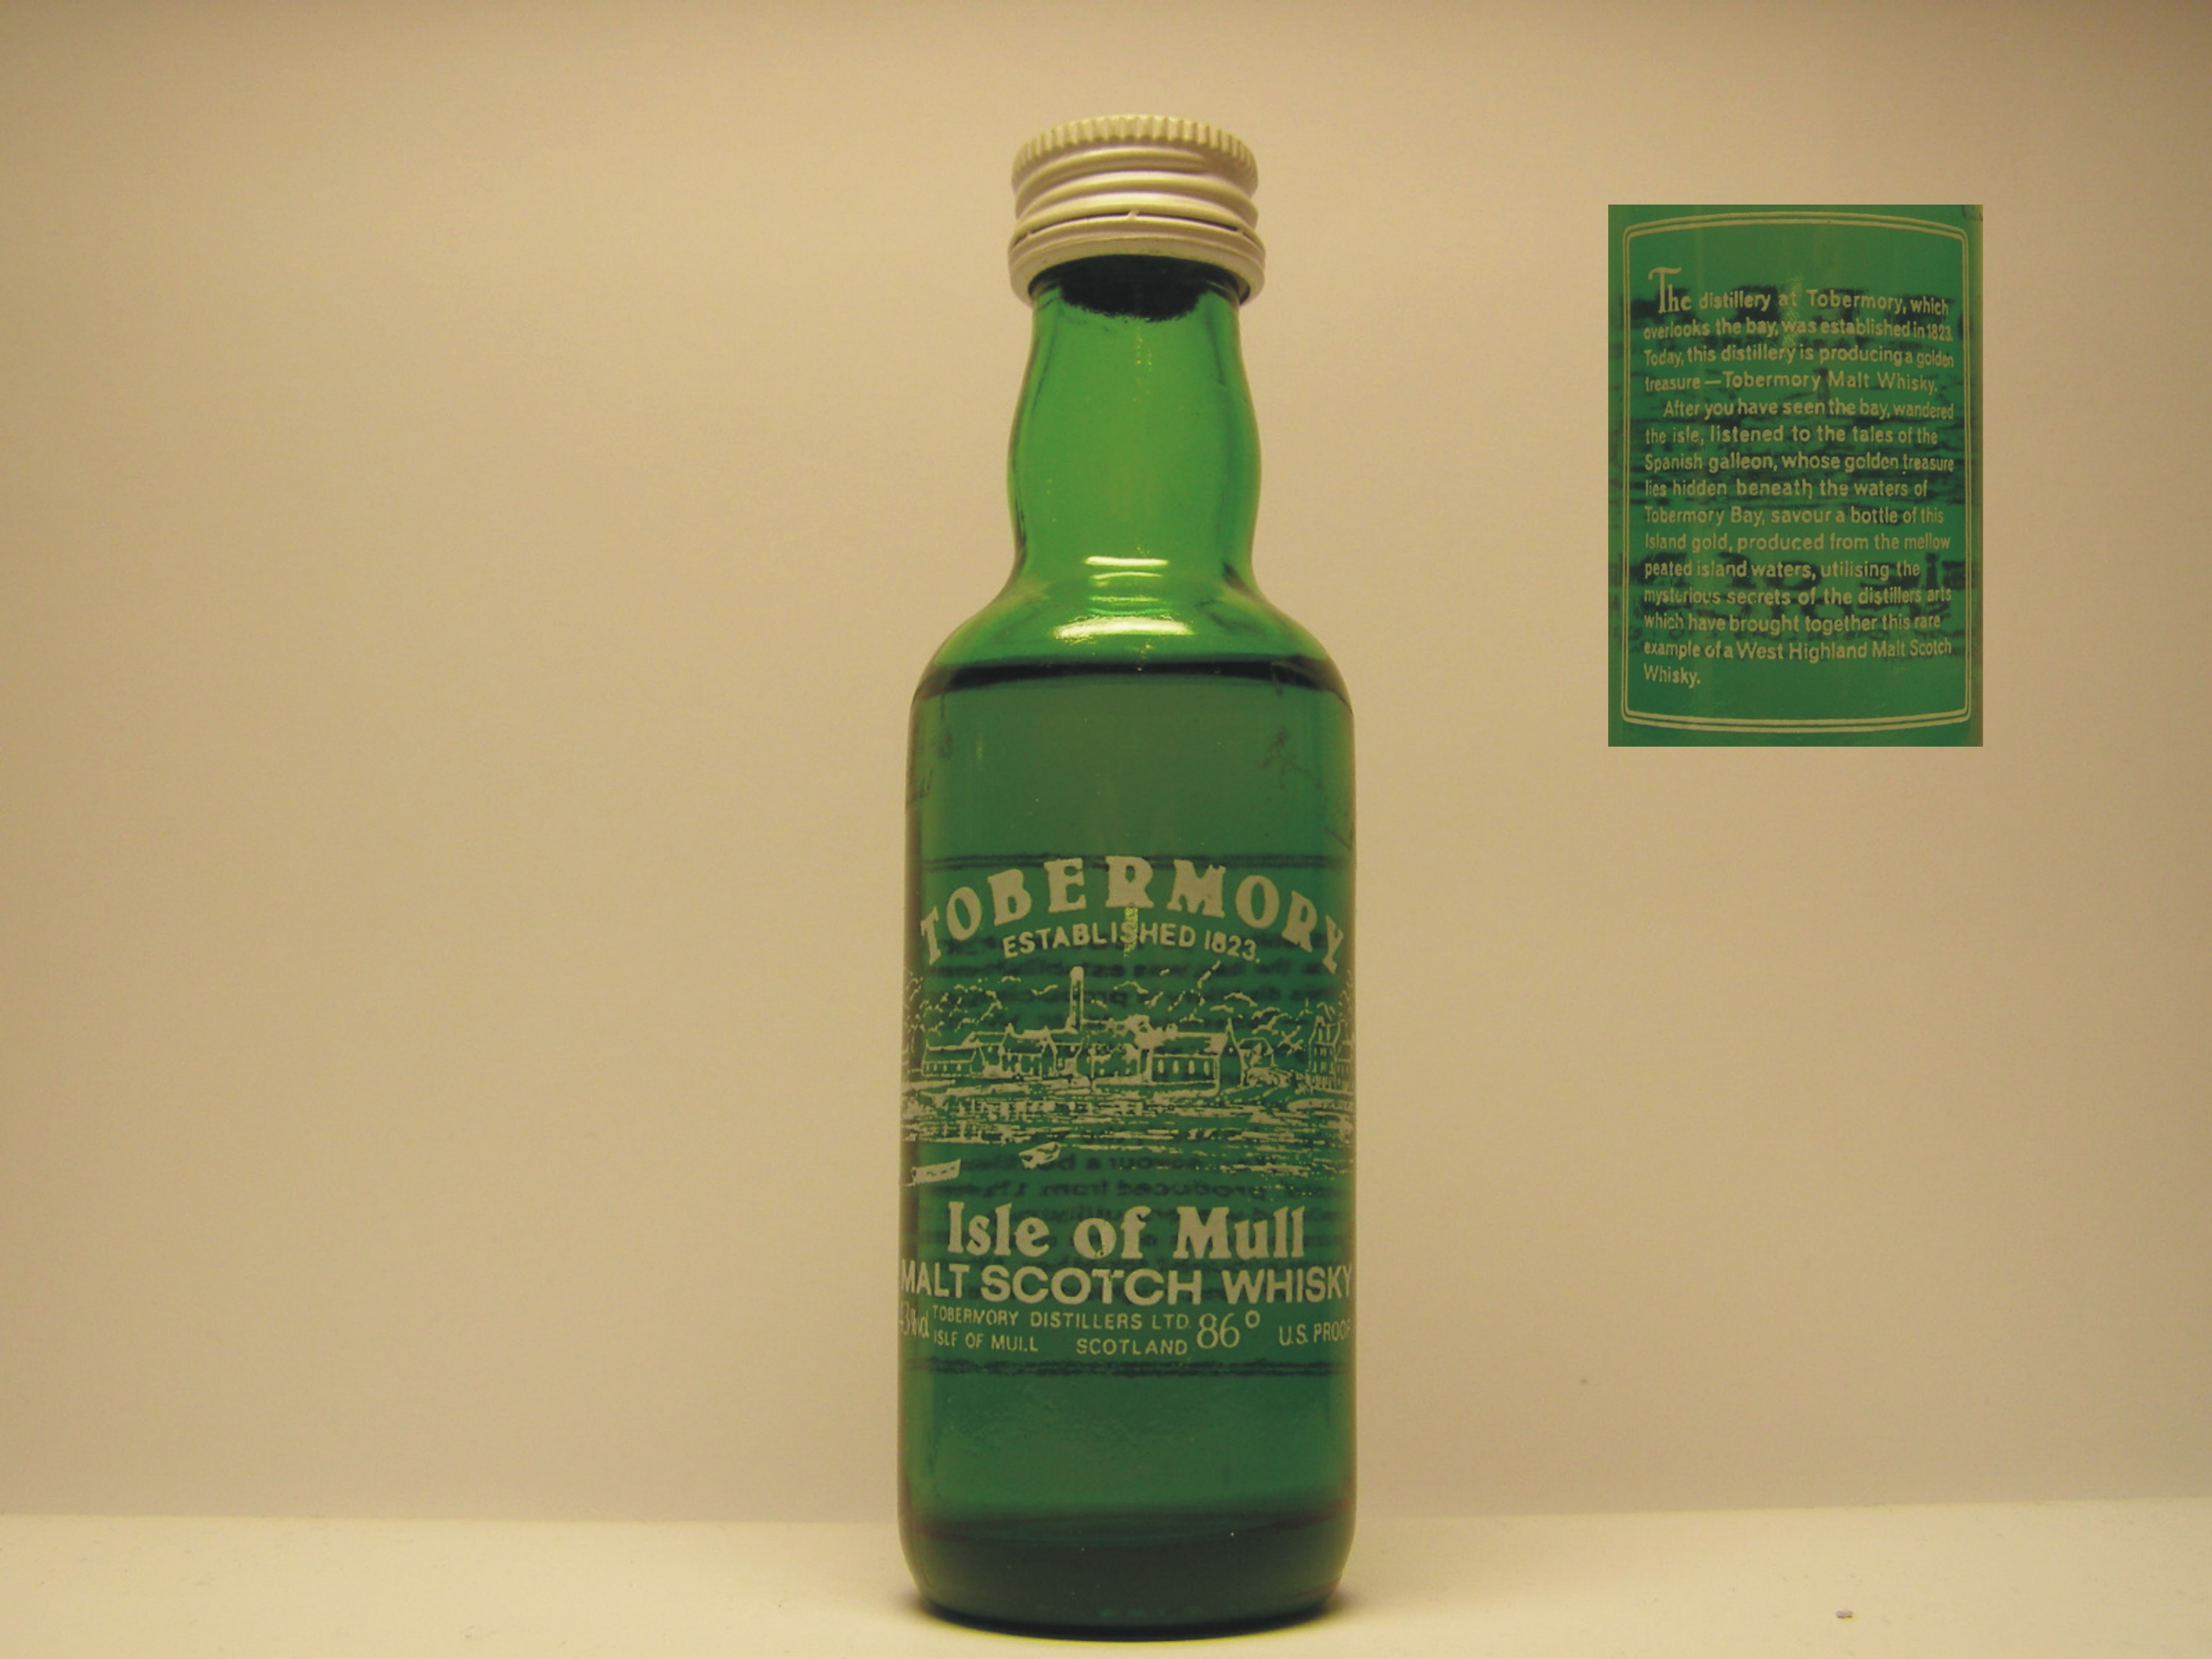 TOBERMORY
ESTABLISHED 1823.
Isle of Mull
MALT SCOTCH WHISKY
TOBERMORY DISTILLERS LTD.
ISLE OF MULL SCOTLAND
86° U.S. PROOF
The distillery at Tobermory, which
overlooks the bay, was established in 1823.
Today, this distillery is producing a golden
treasure — Tobermory Malt Whisky.
After you have seen the bay, wandered
the isle, listened to the tales of the
Spanish galleon, whose golden treasure
lies hidden beneath the waters of
Tobermory Bay, savour a bottle of this
Island gold, produced from the mellow
peated island waters, utilising the
mysterious secrets of the distillers arts
which have brought together this rare
example of a West Highland Malt Scotch
Whisky.